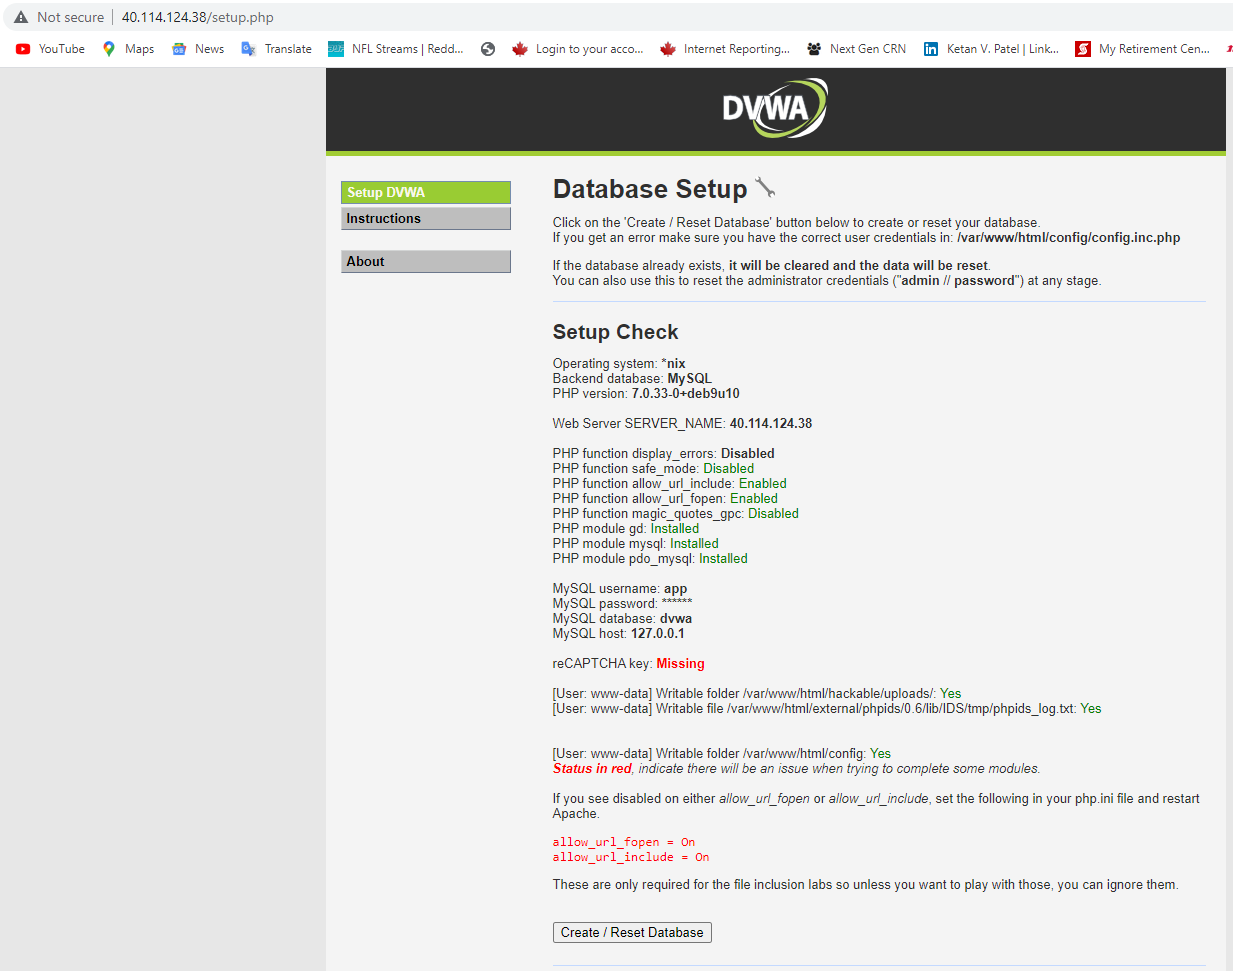 Not secure | 40.114.124.38/setup.php
YouTube Maps News Translate NFL Streams | Redd... Login to your acco... Internet Reporting... Next Gen CRN Ketan V. Patel | Link... My Retirement Cen...
DVWA
Setup DVWA
Instructions
About
Database Setup
Click on the 'Create / Reset Database' button below to create or reset your database.
If you get an error make sure you have the correct user credentials in: /var/www/html/config/config.inc.php
If the database already exists, it will be cleared and the data will be reset.
You can also use this to reset the administrator credentials ("admin // password") at any stage.
Setup Check
Operating system: *nix
Backend database: MySQL
PHP version: 7.0.33-0+deb9u10
Web Server SERVER_NAME: 40.114.124.38
PHP function display_errors: Disabled
PHP function safe_mode: Disabled
PHP function allow_url_include: Enabled
PHP function allow_url_fopen: Enabled
PHP function magic_quotes_gpc: Disabled
PHP module gd: Installed
PHP module mysql: Installed
PHP module pdo_mysql: Installed
MySQL username: app
MySQL password: ******
MySQL database: dvwa
MySQL host: 127.0.0.1
reCAPTCHA key: Missing
[User: www-data] Writable folder /var/www/html/hackable/uploads/: Yes
[User: www-data] Writable file /var/www/html/external/phpids/0.6/lib/IDS/tmp/phpids_log.txt: Yes
[User: www-data] Writable folder /var/www/html/config: Yes
Status in red, indicate there will be an issue when trying to complete some modules.
If you see disabled on either allow_url_fopen or allow_url_include, set the following in your php.ini file and restart
Apache.
allow_url_fopen = On
allow_url_include = On
These are only required for the file inclusion labs so unless you want to play with those, you can ignore them.
Create / Reset Database